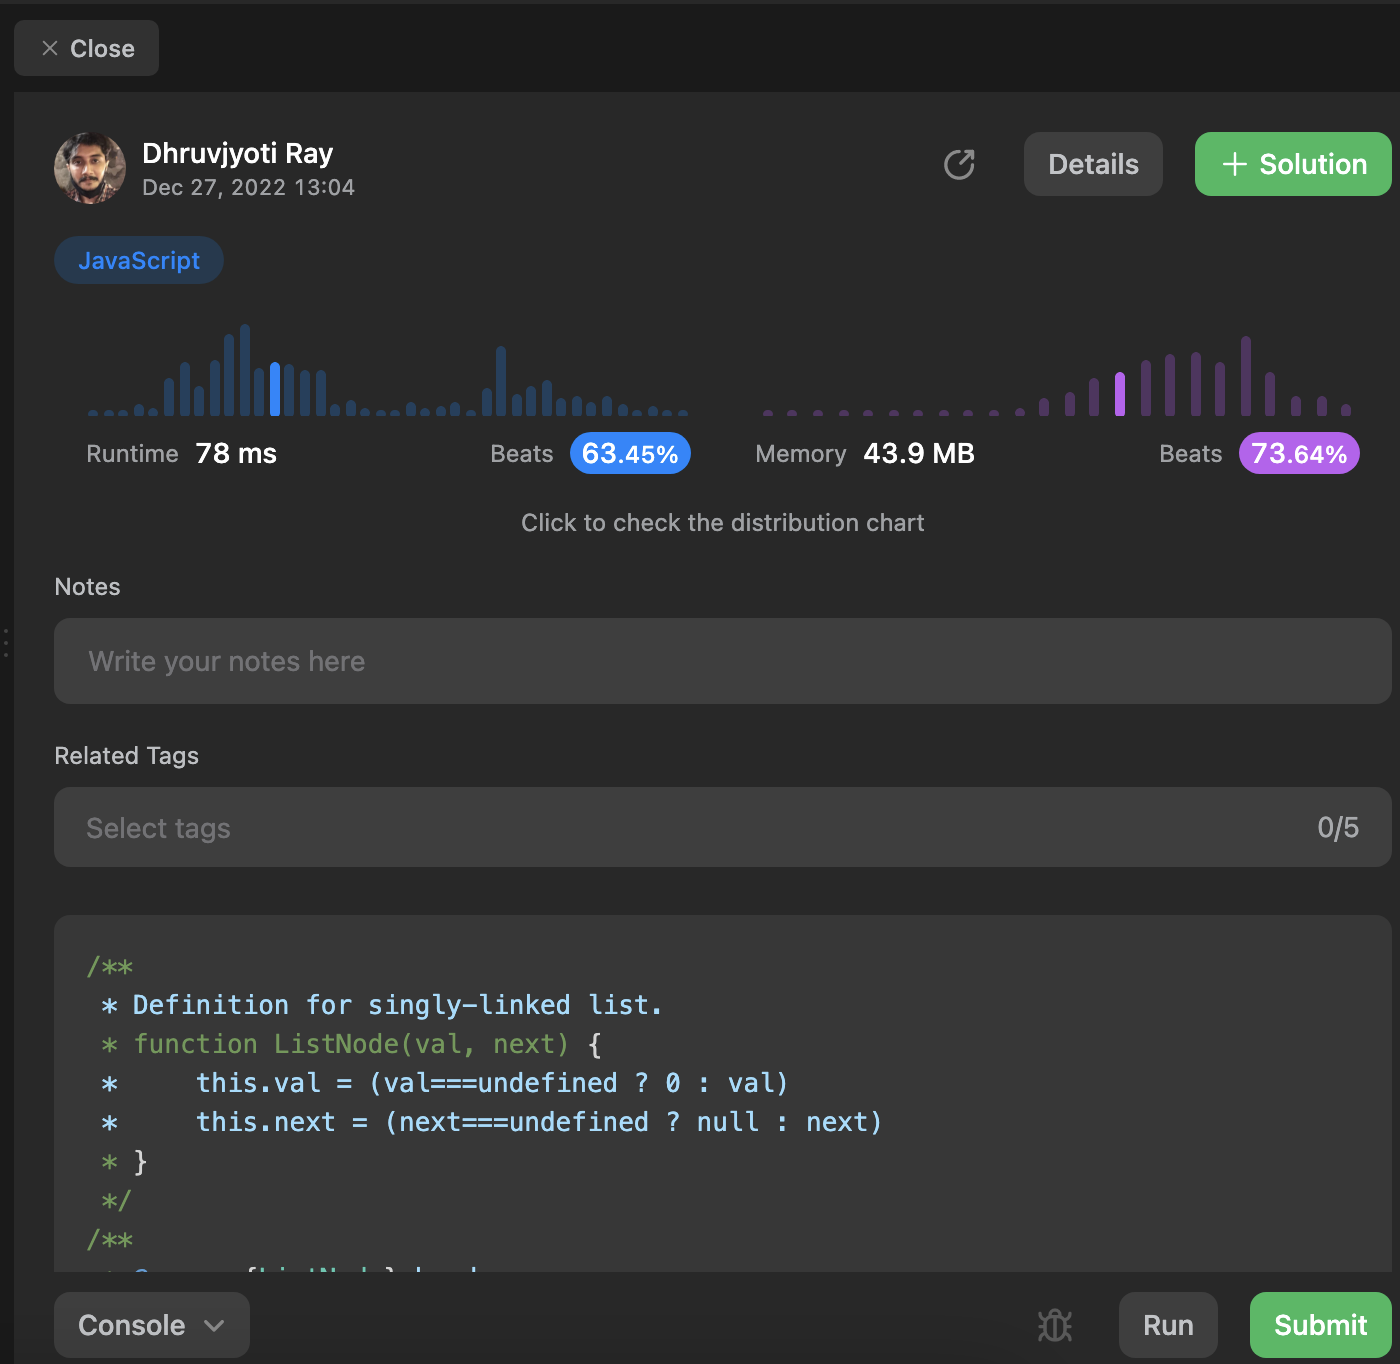 Close
Dhruvjyoti Ray
Dec 27, 2022 13:04
Details
+ Solution
JavaScript
Runtime 78 ms
Beats 63.45%
Memory 43.9 MB
Beats 73.64%
Click to check the distribution chart
Notes
Write your notes here
Related Tags
Select tags
0/5
/**
 * Definition for singly-linked list.
 * function ListNode(val, next) {
 *     this.val = (val===undefined ? 0 : val)
 *     this.next = (next===undefined ? null : next)
 * }
 */
/**
Console
Run
Submit